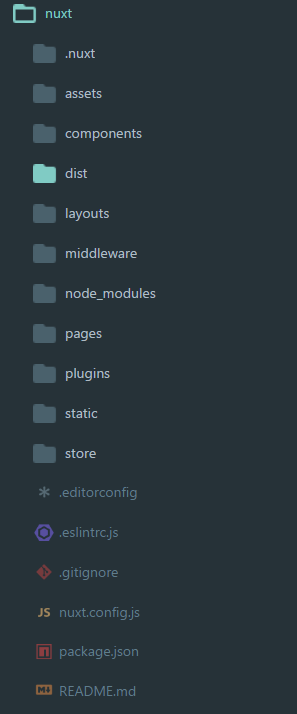 nuxt
.nuxt
assets
components
dist
layouts
middleware
node_modules
pages
plugins
static
store
.editorconfig
.eslintrc.js
.gitignore
JS nuxt.config.js
package.json
README.md